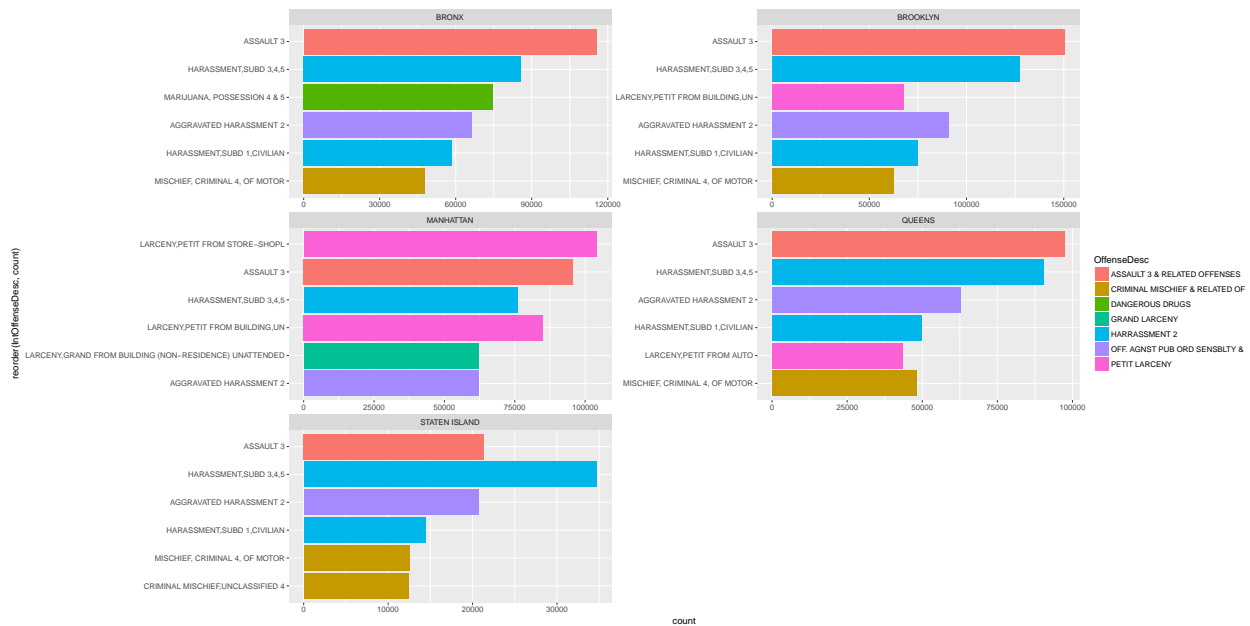 BRONX
ASSAULT 3
HARASSMENT,SUBD 3,4,5
MARIJUANA, POSSESSION 4 & 5
AGGRAVATED HARASSMENT 2
HARASSMENT,SUBD 1,CIVILIAN
MISCHIEF, CRIMINAL 4, OF MOTOR
0 30000 60000 90000 120000
BROOKLYN
ASSAULT 3
HARASSMENT,SUBD 3,4,5
LARCENY,PETIT FROM BUILDING,UN
AGGRAVATED HARASSMENT 2
HARASSMENT,SUBD 1,CIVILIAN
MISCHIEF, CRIMINAL 4, OF MOTOR
0 50000 100000 150000
MANHATTAN
LARCENY,PETIT FROM STORE−SHOPL
ASSAULT 3
HARASSMENT,SUBD 3,4,5
LARCENY,PETIT FROM BUILDING,UN
LARCENY,GRAND FROM BUILDING (NON−RESIDENCE) UNATTENDED
AGGRAVATED HARASSMENT 2
0 25000 50000 75000 100000
QUEENS
ASSAULT 3
HARASSMENT,SUBD 3,4,5
AGGRAVATED HARASSMENT 2
HARASSMENT,SUBD 1,CIVILIAN
LARCENY,PETIT FROM AUTO
MISCHIEF, CRIMINAL 4, OF MOTOR
0 25000 50000 75000 100000
STATEN ISLAND
ASSAULT 3
HARASSMENT,SUBD 3,4,5
AGGRAVATED HARASSMENT 2
HARASSMENT,SUBD 1,CIVILIAN
MISCHIEF, CRIMINAL 4, OF MOTOR
CRIMINAL MISCHIEF,UNCLASSIFIED 4
0 10000 20000 30000
reorder(IntOffenseDesc, count)
count
OffenseDesc
ASSAULT 3 & RELATED OFFENSES
CRIMINAL MISCHIEF & RELATED OF
DANGEROUS DRUGS
GRAND LARCENY
HARRASSMENT 2
OFF. AGNST PUB ORD SENSBLTY &
PETIT LARCENY